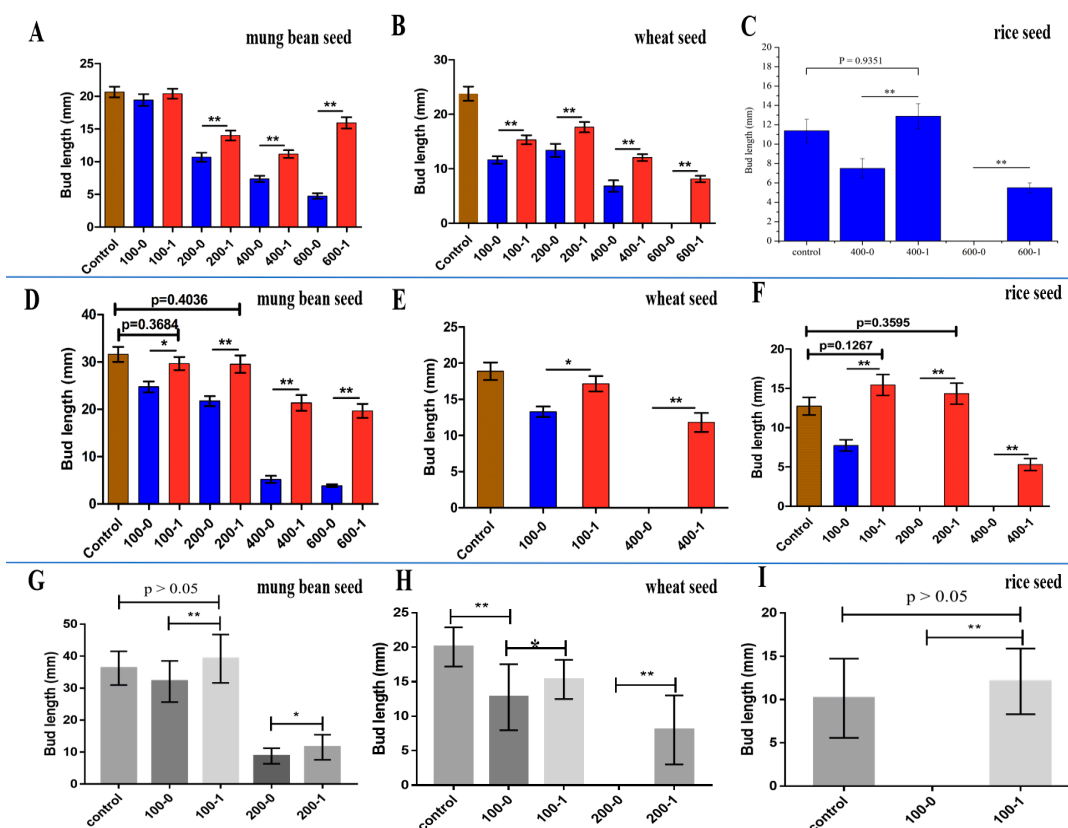 A
mung bean seed
Bud length (mm)
25
20
15
10
5
0
**
**
**
Control
100-0
100-1
200-0
200-1
400-0
400-1
600-0
600-1
B
wheat seed
Bud length (mm)
30
20
10
0
**
**
**
**
Control
100-0
100-1
200-0
200-1
400-0
400-1
600-0
600-1
C
rice seed
Bud length (mm)
20
18
16
14
12
10
8
6
4
2
0
P = 0.9351
**
**
control
400-0
400-1
600-0
600-1
D
mung bean seed
Bud length (mm)
40
30
20
10
0
p=0.4036
p=0.3684
*
**
**
**
Control
100-0
100-1
200-0
200-1
400-0
400-1
600-0
600-1
E
wheat seed
Bud length (mm)
25
20
15
10
5
0
*
**
Control
100-0
100-1
400-0
400-1
F
rice seed
Bud length (mm)
20
15
10
5
0
p=0.3595
p=0.1267
**
**
**
Control
100-0
100-1
200-0
200-1
400-0
400-1
G
mung bean seed
Bud length (mm)
50
40
30
20
10
0
p > 0.05
**
*
control
100-0
100-1
200-0
200-1
H
wheat seed
Bud length (mm)
25
20
15
10
5
0
**
*
**
control
100-0
100-1
200-0
200-1
I
rice seed
Bud length (mm)
20
15
10
5
0
p > 0.05
**
control
100-0
100-1